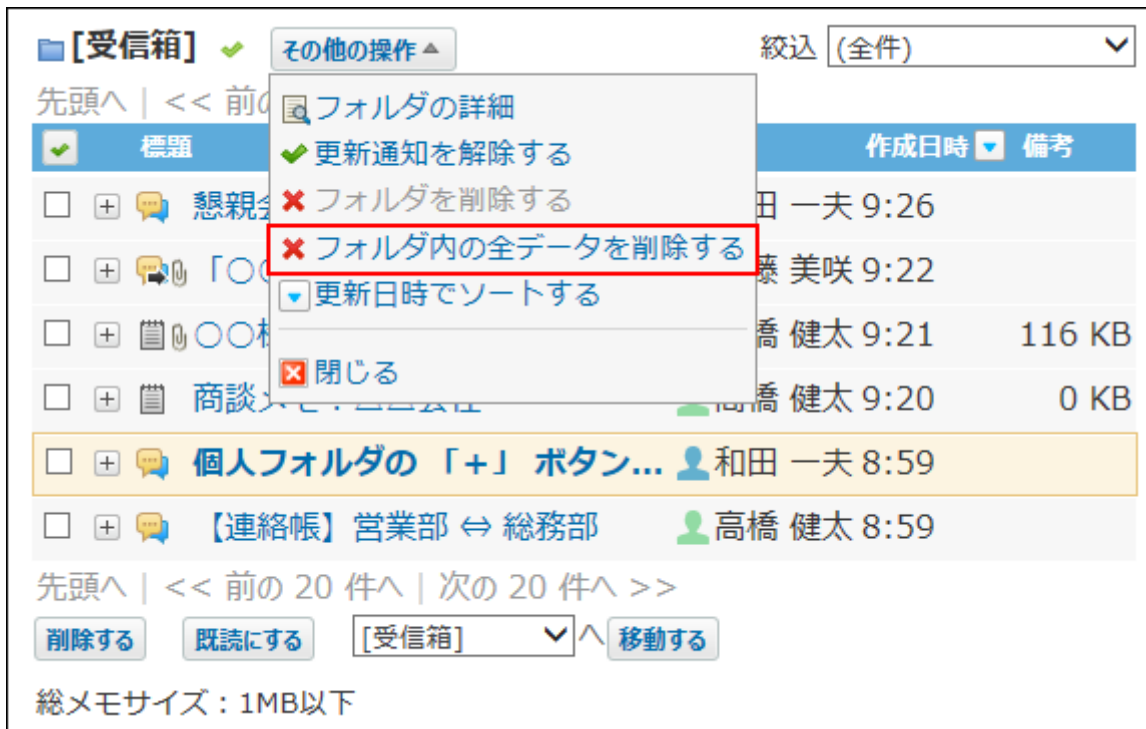 [受信箱] その他の操作 絞込 (全件)
先頭へ | << 前の
フォルダの詳細
標題 作成日時 備考
更新通知を解除する
懇親会 田 一夫 9:26
フォルダを削除する
フォルダ内の全データを削除する
「○○ 藤 美咲 9:22
更新日時でソートする
○○株 橋 健太 9:21 116 KB
閉じる
商談メモ 高橋 健太 9:20 0 KB
個人フォルダの 「+」 ボタン... 和田 一夫 8:59
【連絡帳】営業部 ⇔ 総務部 高橋 健太 8:59
先頭へ | << 前の 20 件へ | 次の 20 件へ >>
削除する 既読にする [受信箱] へ 移動する
総メモサイズ : 1MB以下